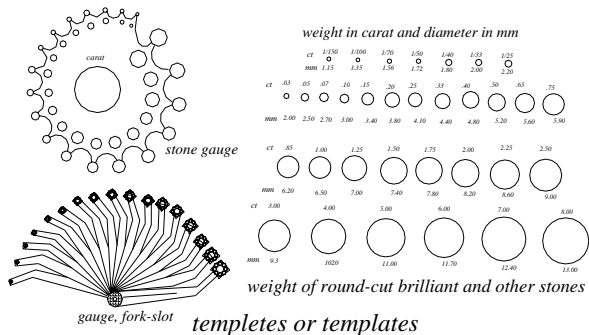 weight in carat and diameter in mm
carat
ct 1/150 1/100 1/70 1/50 1/40 1/33 1/25
mm 1.15 1.35 1.56 1.72 1.80 2.00 2.20
ct .03 .05 .07 .10 .15 .20 .25 .33 .40 .50 .65 .75
mm 2.00 2.50 2.70 3.00 3.40 3.80 4.10 4.40 4.80 5.20 5.60 5.90
stone gauge
ct .85 1.00 1.25 1.50 1.75 2.00 2.25 2.50
mm 6.20 6.50 7.00 7.40 7.80 8.20 8.60 9.00
ct 3.00 4.00 5.00 6.00 7.00 8.00
mm 9.3 1020 11.00 11.70 12.40 13.00
weight of round-cut brilliant and other stones
gauge, fork-slot
templetes or templates